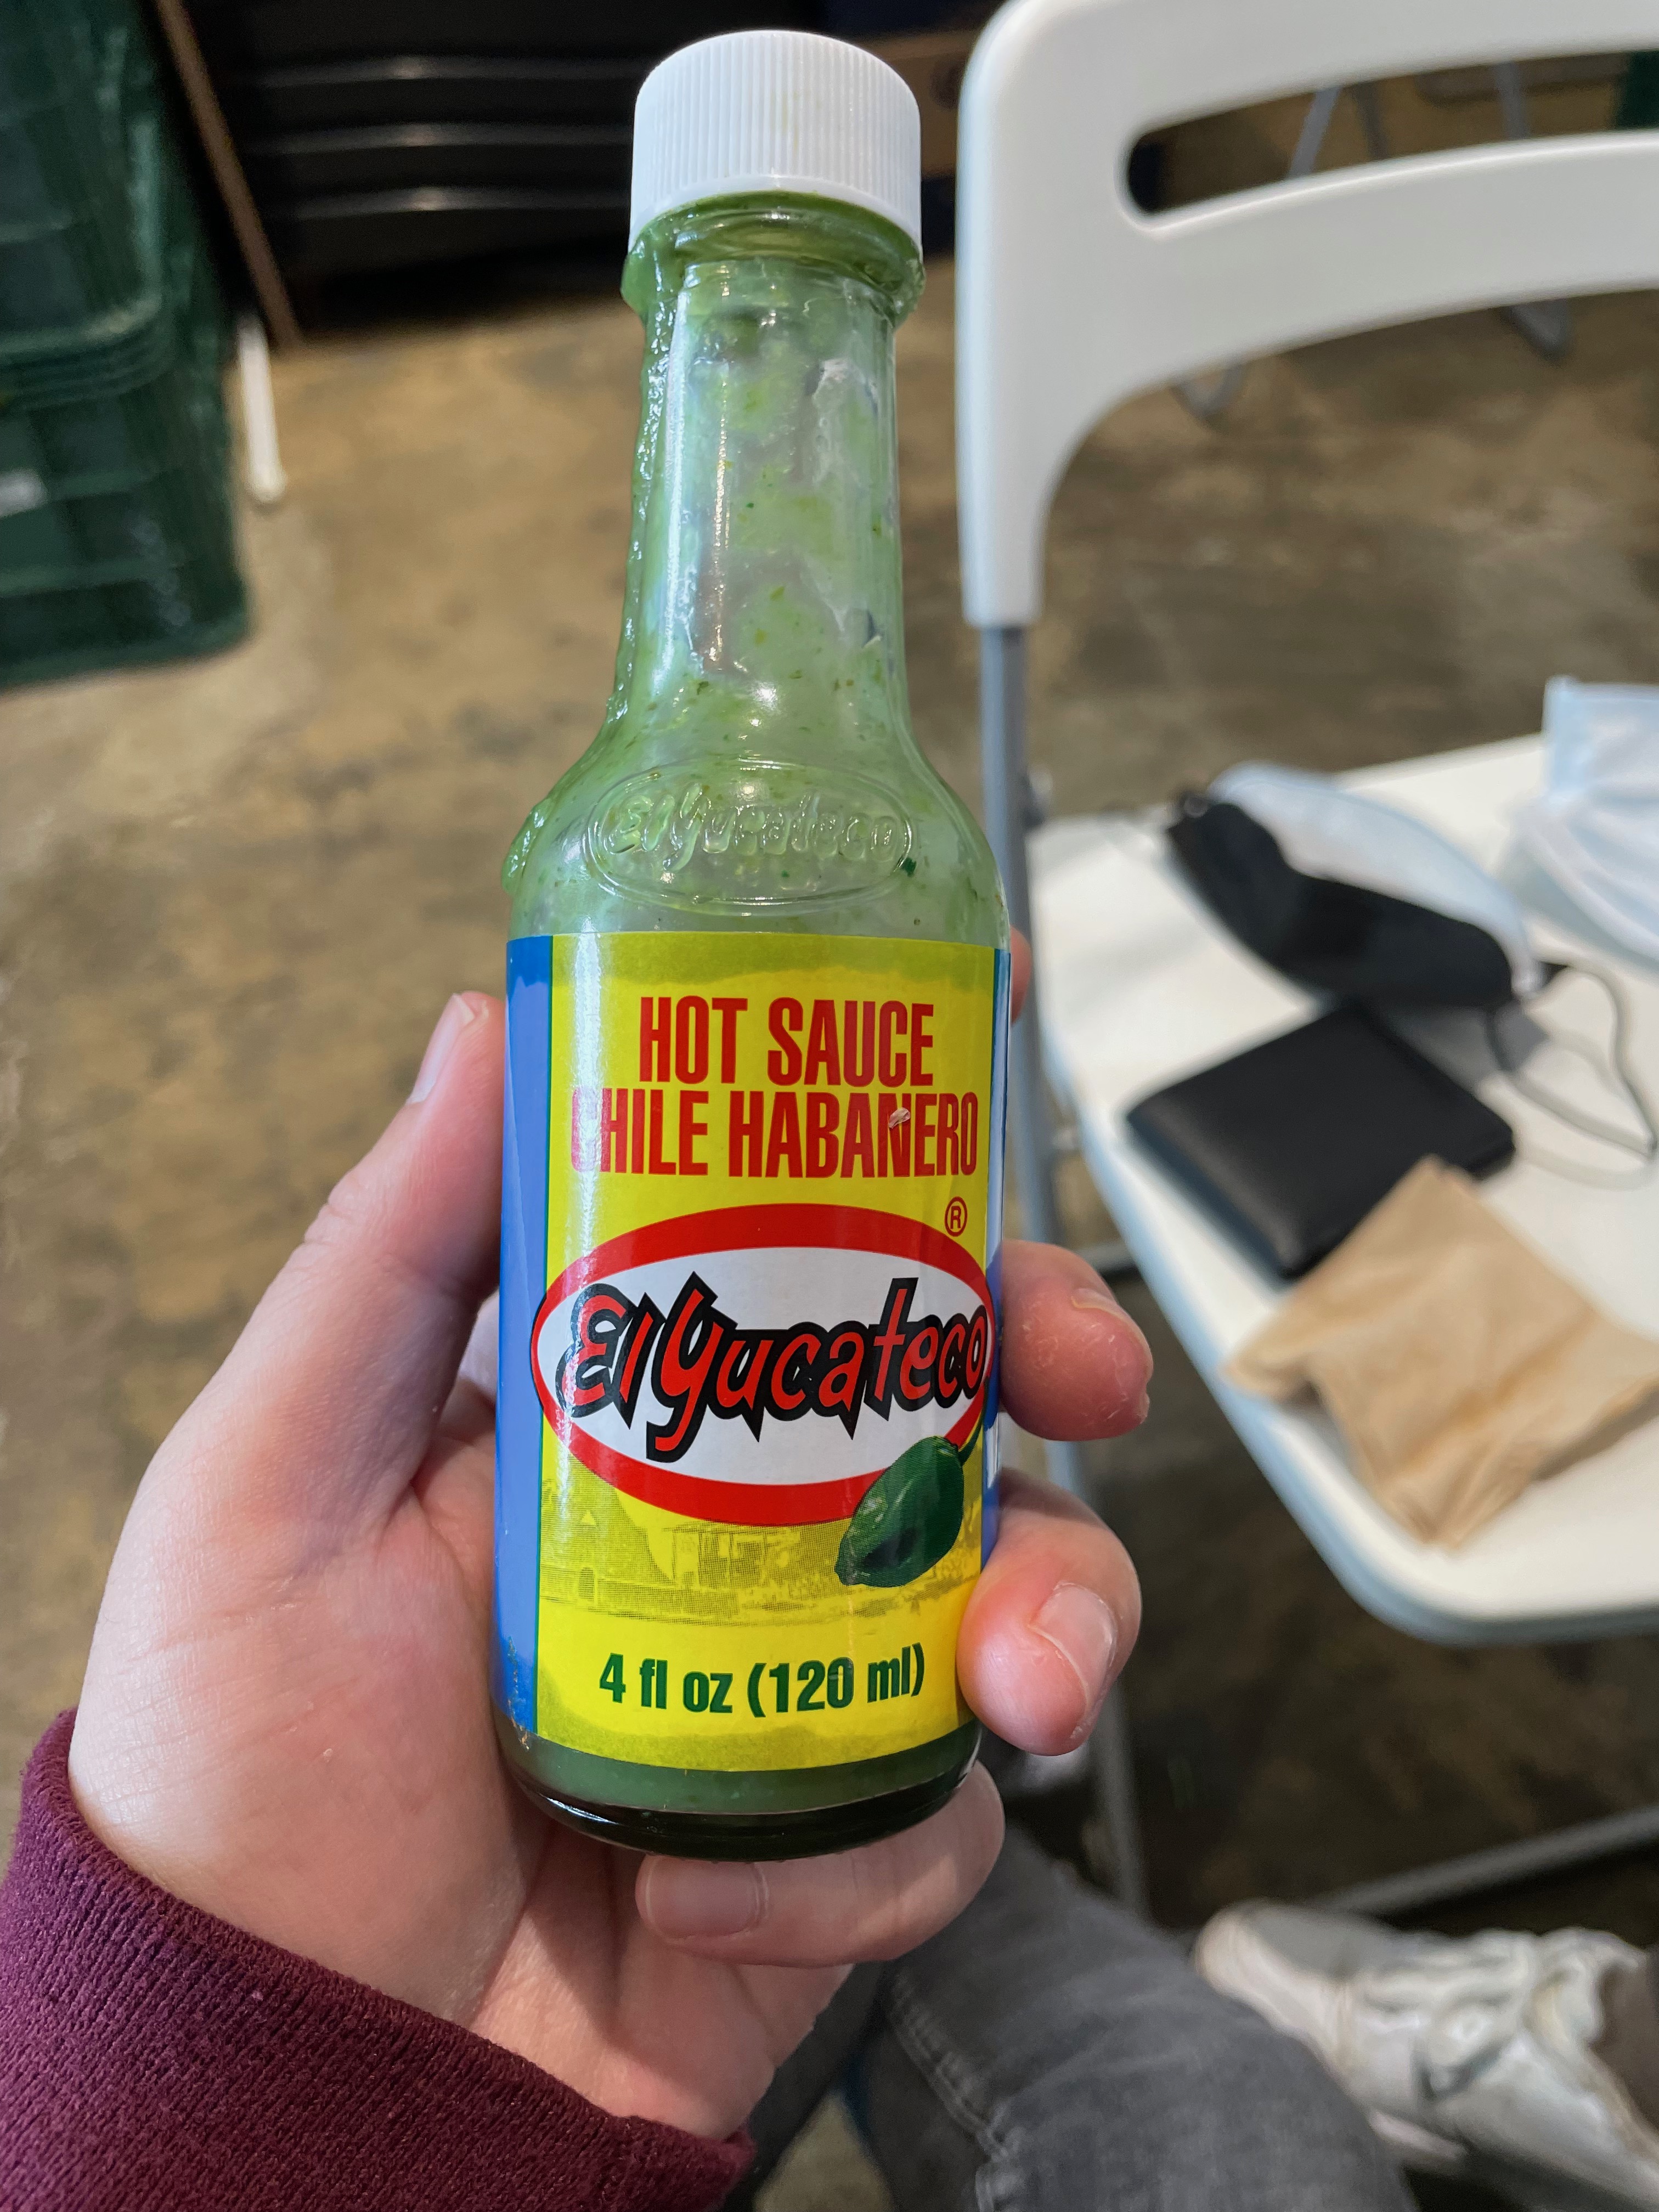 El Yucateco
HOT SAUCE
CHILE HABANERO
®
El Yucateco
4 fl oz (120 ml)